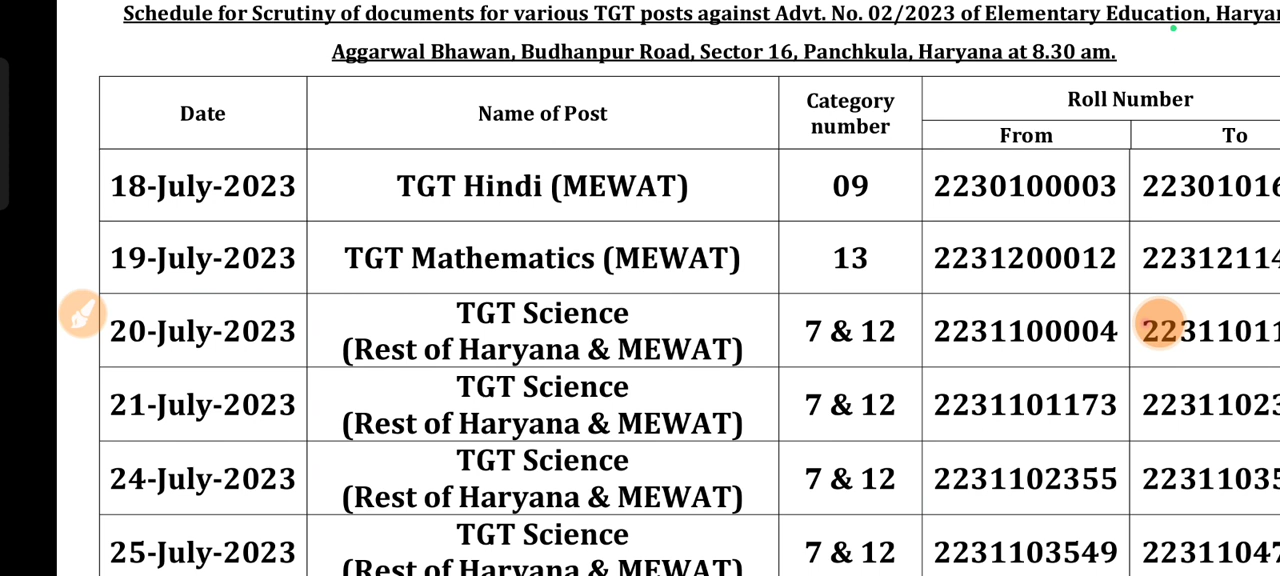 Schedule for Scrutiny of documents for various TGT posts against Advt. No. 02/2023 of Elementary Education,
Aggarwal Bhawan, Budhanpur Road, Sector 16, Panchkula, Haryana at 8.30 am.
Date Name of Post Category number Roll Number
From To
18-July-2023 TGT Hindi (MEWAT) 09 2230100003
19-July-2023 TGT Mathematics (MEWAT) 13 2231200012
20-July-2023 TGT Science (Rest of Haryana & MEWAT) 7 & 12 2231100004
21-July-2023 TGT Science (Rest of Haryana & MEWAT) 7 & 12 2231101173
24-July-2023 TGT Science (Rest of Haryana & MEWAT) 7 & 12 2231102355
25-July-2023 TGT Science (Rest of Haryana & MEWAT) 7 & 12 2231103549